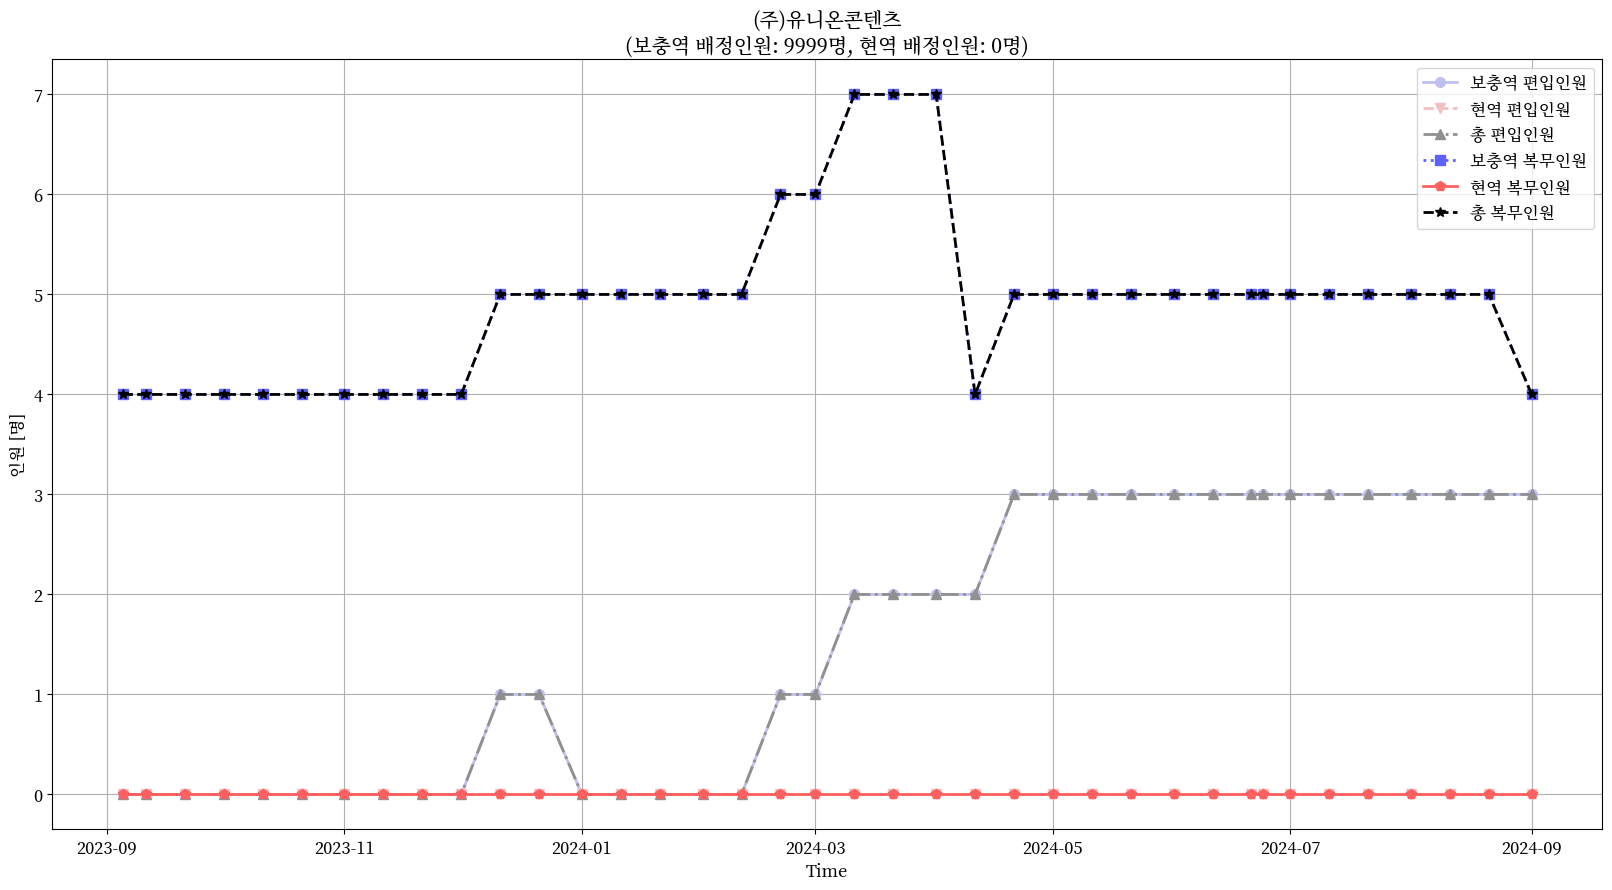 (주)유니온콘텐츠
(보충역 배정인원: 9999명, 현역 배정인원: 0명)
보충역 편입인원
현역 편입인원
총 편입인원
보충역 복무인원
현역 복무인원
총 복무인원
인원 [명]
7
6
5
4
3
2
1
0
2023-09
2023-11
2024-01
2024-03
2024-05
2024-07
2024-09
Time